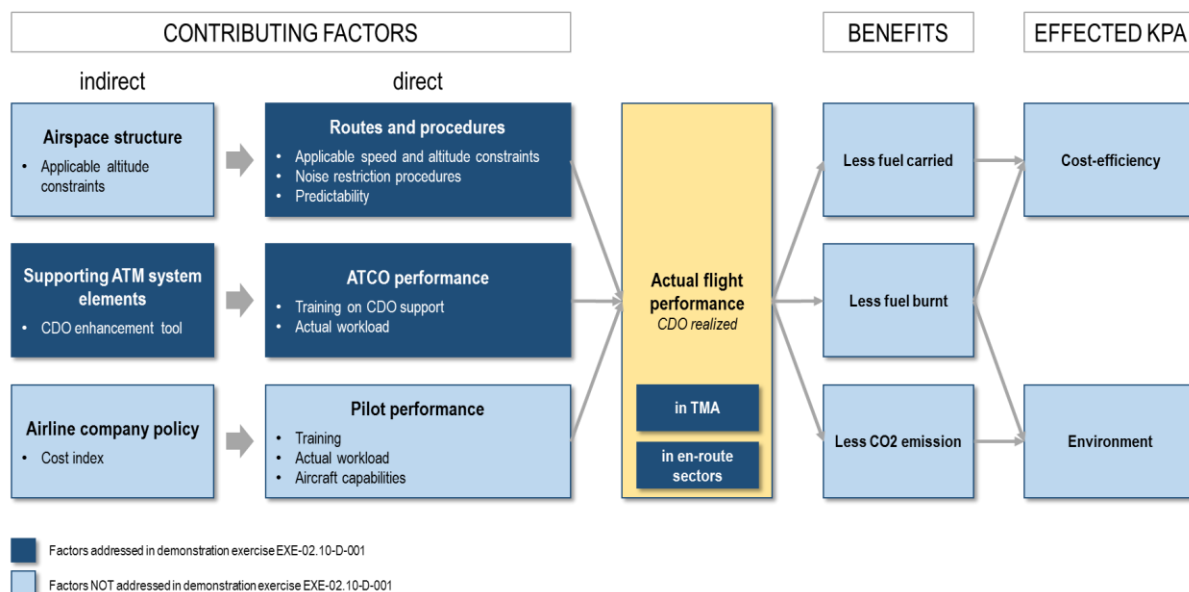 CONTRIBUTING FACTORS
BENEFITS
EFFECTED KPA
indirect
direct
Airspace structure
• Applicable altitude
constraints
Routes and procedures
• Applicable speed and altitude constraints
• Noise restriction procedures
• Predictability
Less fuel carried
Cost-efficiency
Supporting ATM system
elements
• CDO enhancement tool
ATCO performance
• Training on CDO support
• Actual workload
Actual flight
performance
CDO realized
Less fuel burnt
Airline company policy
• Cost index
Pilot performance
• Training
• Actual workload
• Aircraft capabilities
in TMA
in en-route
sectors
Less CO2 emission
Environment
Factors addressed in demonstration exercise EXE-02.10-D-001
Factors NOT addressed in demonstration exercise EXE-02.10-D-001